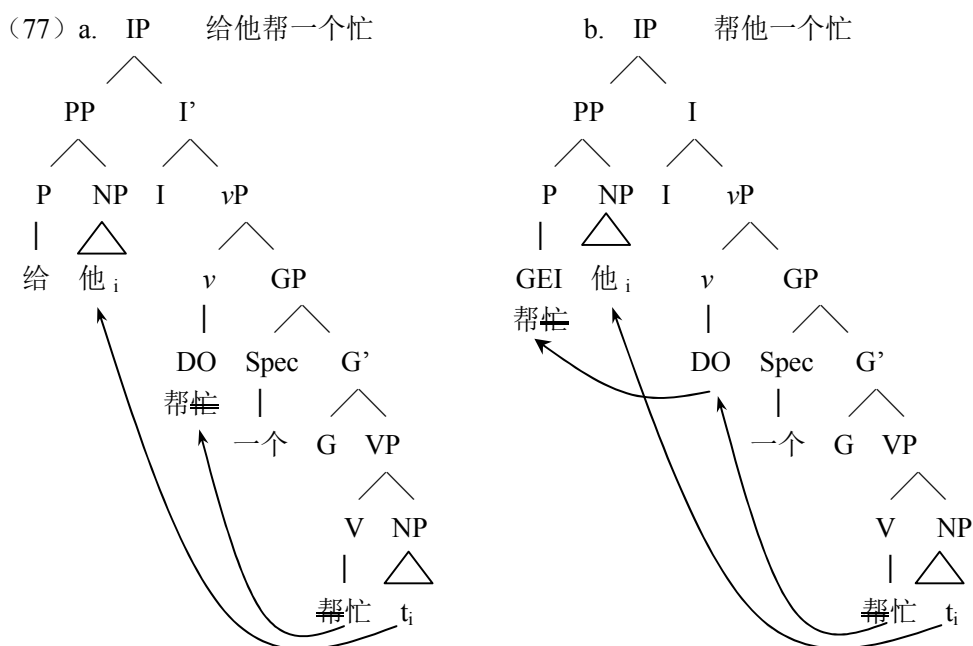 （77）a. IP 给他帮一个忙 b. IP 帮他一个忙
PP I’ PP I
P NP I vP P NP I vP
给 他 i v GP GEI 他 i v GP
帮忙
DO Spec G’ DO Spec G’
帮忙
一个 G VP 一个 G VP
V NP V NP
帮忙 ti 帮忙 ti